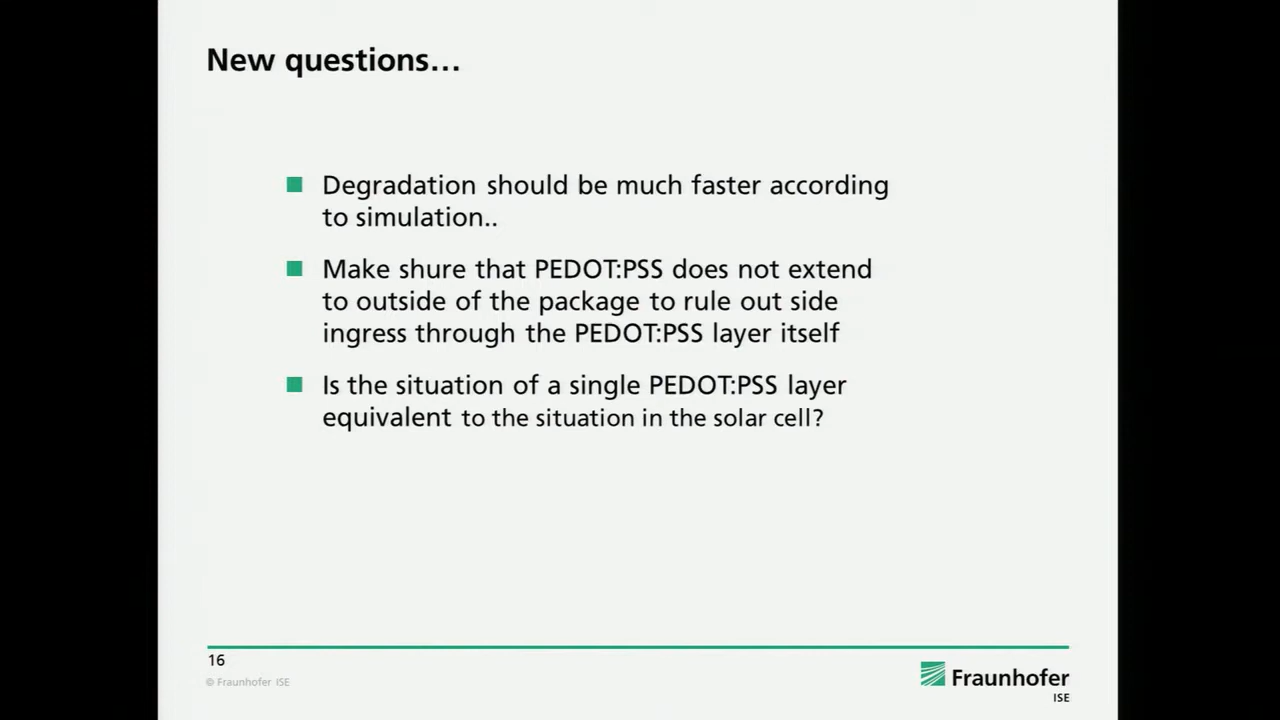 New questions…
Degradation should be much faster according
to simulation..
Make shure that PEDOT:PSS does not extend
to outside of the package to rule out side
ingress through the PEDOT:PSS layer itself
Is the situation of a single PEDOT:PSS layer
equivalent to the situation in the solar cell?
16
© Fraunhofer ISE
Fraunhofer
ISE